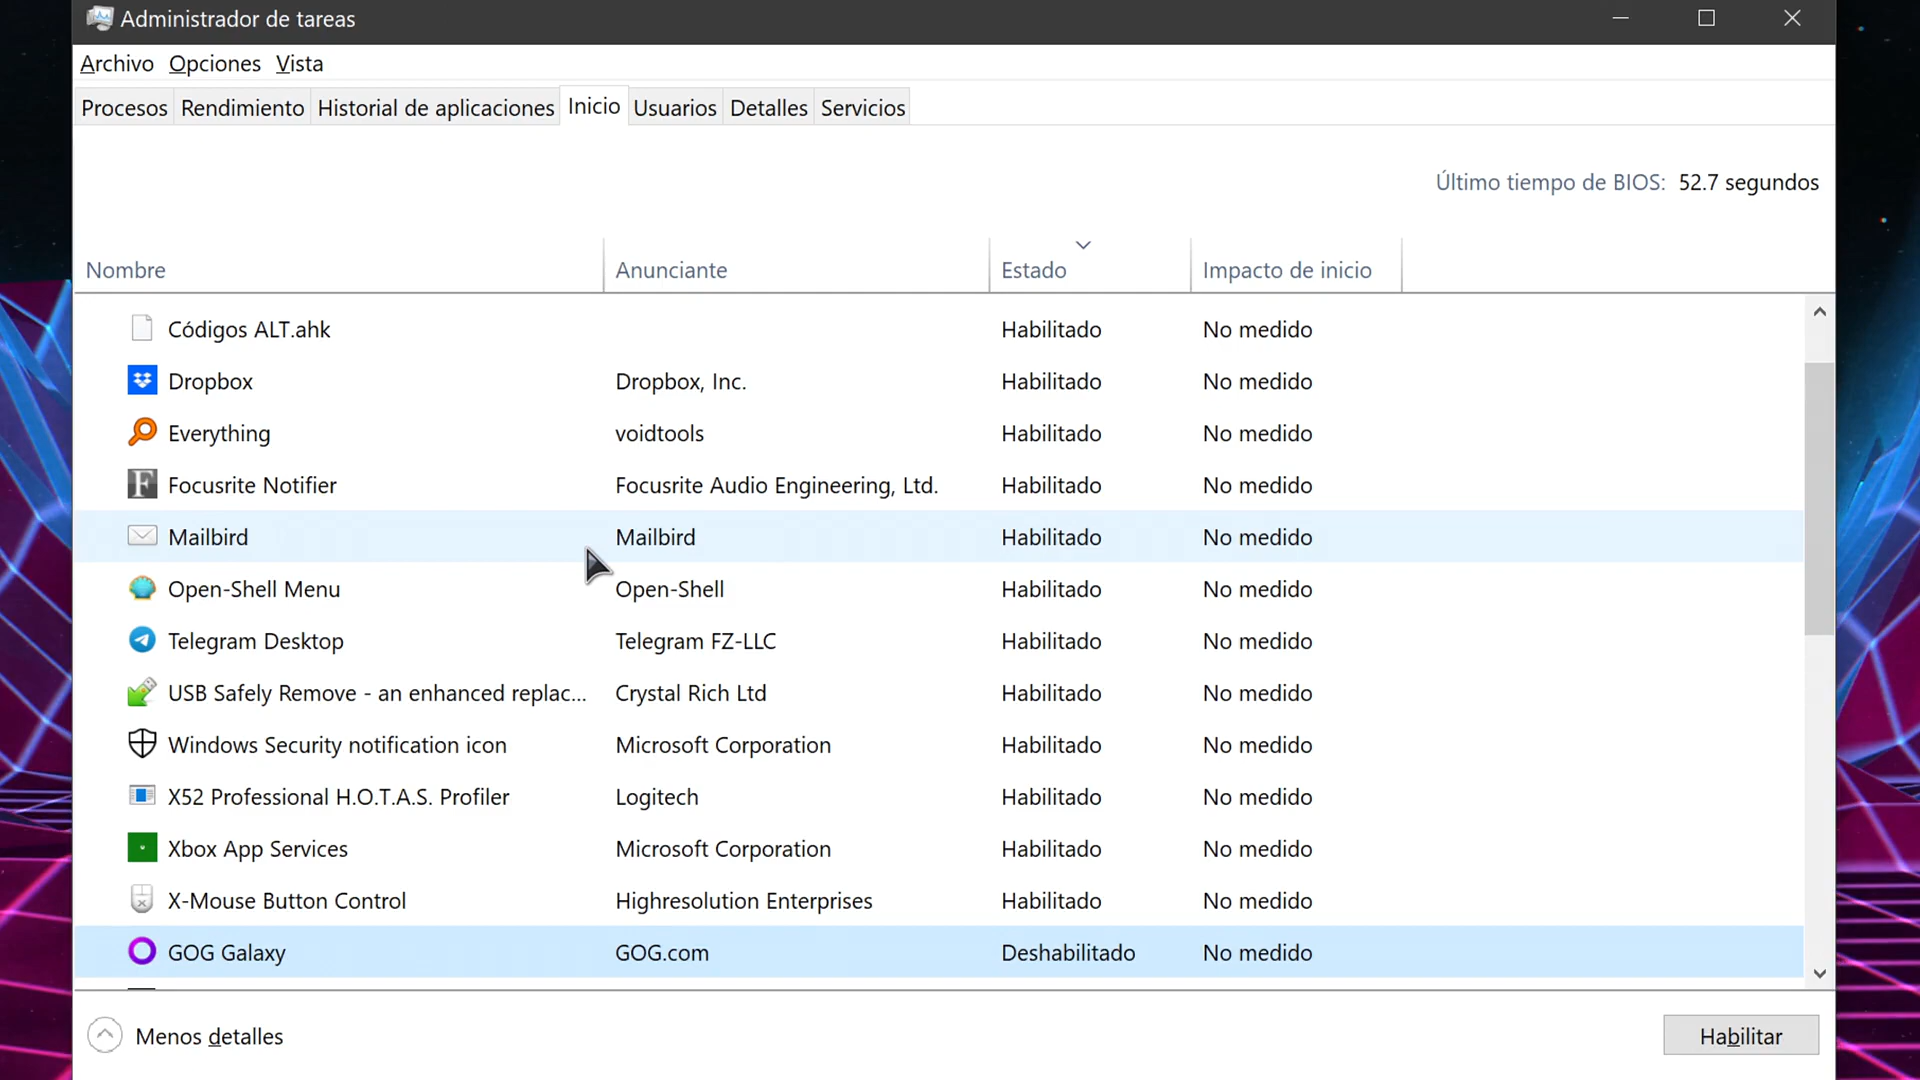 Administrador de tareas
Archivo Opciones Vista
Procesos Rendimiento Historial de aplicaciones Inicio Usuarios Detalles Servicios
Último tiempo de BIOS: 52.7 segundos
Nombre Anunciante Estado Impacto de inicio
Códigos ALT.ahk Habilitado No medido
Dropbox Dropbox, Inc. Habilitado No medido
Everything voidtools Habilitado No medido
Focusrite Notifier Focusrite Audio Engineering, Ltd. Habilitado No medido
Mailbird Mailbird Habilitado No medido
Open-Shell Menu Open-Shell Habilitado No medido
Telegram Desktop Telegram FZ-LLC Habilitado No medido
USB Safely Remove - an enhanced replac... Crystal Rich Ltd Habilitado No medido
Windows Security notification icon Microsoft Corporation Habilitado No medido
X52 Professional H.O.T.A.S. Profiler Logitech Habilitado No medido
Xbox App Services Microsoft Corporation Habilitado No medido
X-Mouse Button Control Highresolution Enterprises Habilitado No medido
GOG Galaxy GOG.com Deshabilitado No medido
Menos detalles Habilitar